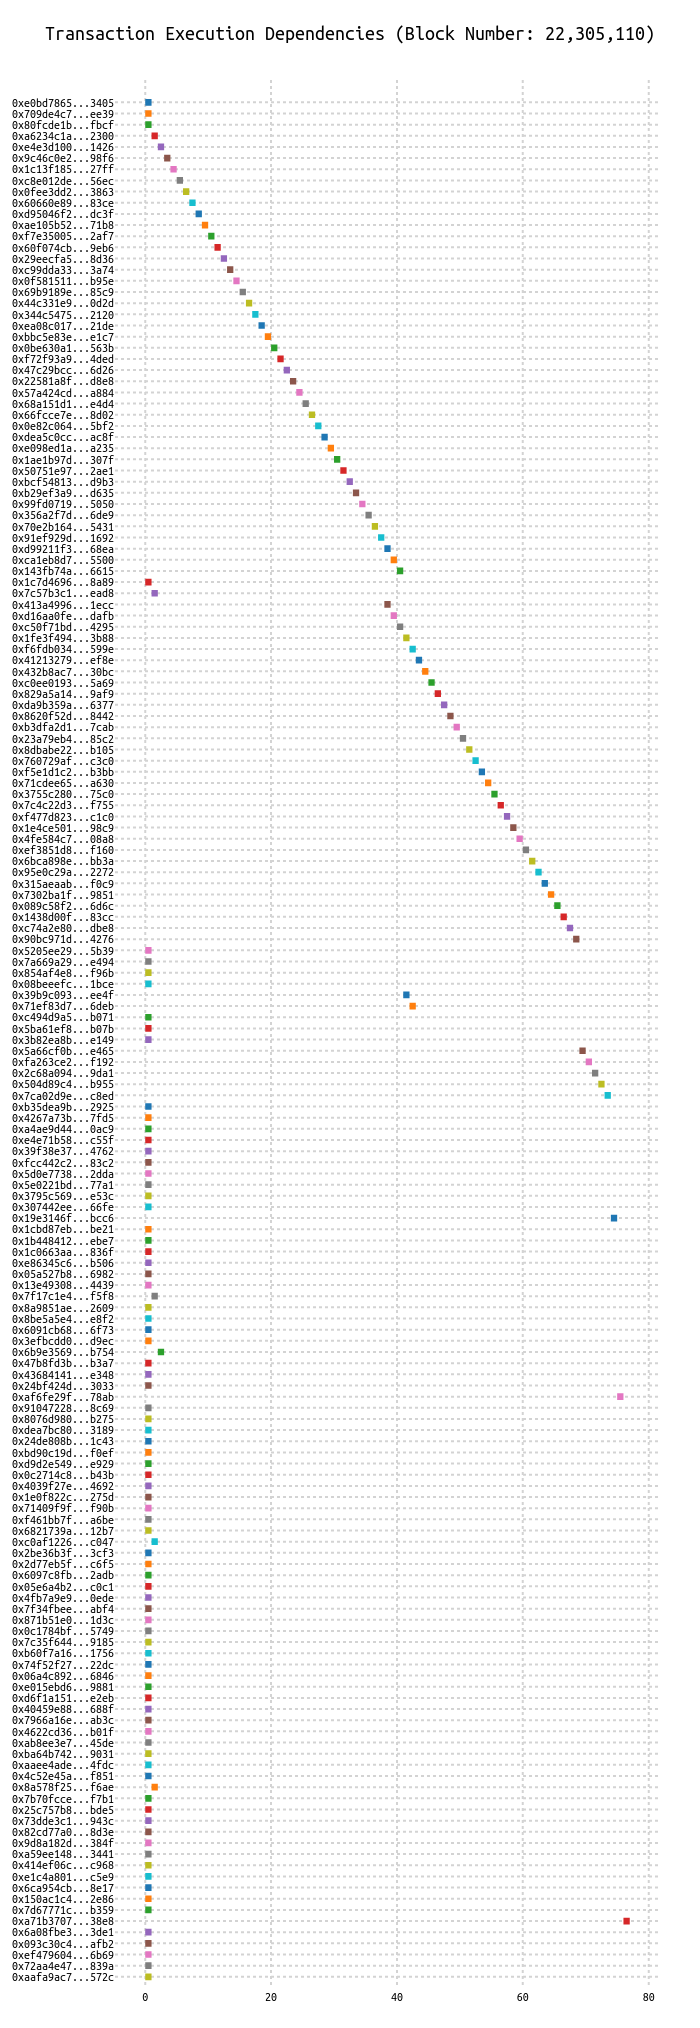 Transaction Execution Dependencies (Block Number: 22,305,110)
0xe0bd7865...3405
0x709de4c7...ee39
0x80fcde1b...fbcf
0xa6234c1a...2300
0xe4e3d100...1426
0x9c46c0e2...98f6
0x1c13f185...27ff
0xc8e012de...56ec
0x0fee3dd2...3863
0x60660e89...83ce
0xd95046f2...dc3f
0xae105b52...71b8
0xf7e35005...2af7
0x60f074cb...9eb6
0x29eecfa5...8d36
0xc99dda33...3a74
0x0f581511...b95e
0x69b9189e...85c9
0x44c331e9...0d2d
0x344c5475...2120
0xea08c017...21de
0xbbc5e83e...e1c7
0x0be630a1...563b
0xf72f93a9...4ded
0x47c29bcc...6d26
0x22581a8f...d8e8
0x57a424cd...a884
0x68a151d1...e4d4
0x66fcce7e...8d02
0x0e82c064...5bf2
0xdea5c0cc...ac8f
0xe098ed1a...a235
0x1ae1b97d...307f
0x50751e97...2ae1
0xbcf54813...d9b3
0xb29ef3a9...d635
0x99fd0719...5050
0x356a2f7d...6de9
0x70e2b164...5431
0x91ef929d...1692
0xd99211f3...68ea
0xca1eb8d7...5500
0x143fb74a...6615
0x1c7d4696...8a89
0x7c57b3c1...ead8
0x413a4996...1ecc
0xd16aa0fe...dafb
0xc50f71bd...4295
0x1fe3f494...3b88
0xf6fdb034...599e
0x41213279...ef8e
0x432b8ac7...30bc
0xc0ee0193...5a69
0x829a5a14...9af9
0xda9b359a...6377
0x8620f52d...8442
0xb3dfa2d1...7cab
0x23a79eb4...85c2
0x8dbabe22...b105
0x760729af...c3c0
0xf5e1d1c2...b3bb
0x71cdee65...a630
0x3755c280...75c0
0x7c4c22d3...f755
0xf477d823...c1c0
0x1e4ce501...98c9
0x4fe584c7...08a8
0xef3851d8...f160
0x6bca898e...bb3a
0x95e0c29a...2272
0x315aeaab...f0c9
0x7302ba1f...9851
0x089c58f2...6d6c
0x1438d00f...83cc
0xc74a2e80...dbe8
0x90bc971d...4276
0x5205ee29...5b39
0x7a669a29...e494
0x854af4e8...f96b
0x08beeefc...1bce
0x39b9c093...ee4f
0x71ef83d7...6deb
0xc494d9a5...b071
0x5ba61ef8...b07b
0x3b82ea8b...e149
0x5a66cf0b...e465
0xfa263ce2...f192
0x2c68a094...9da1
0x504d89c4...b955
0x7ca02d9e...c8ed
0xb35dea9b...2925
0x4267a73b...7fd5
0xa4ae9d44...0ac9
0xe4e71b58...c55f
0x39f38e37...4762
0xfcc442c2...83c2
0x5d0e7738...2dda
0x5e0221bd...77a1
0x3795c569...e53c
0x307442ee...66fe
0x19e3146f...bcc6
0x1cbd87eb...be21
0x1b448412...ebe7
0x1c0663aa...836f
0xe86345c6...b506
0x05a527b8...6982
0x13e49308...4439
0x7f17c1e4...f5f8
0x8a9851ae...2609
0x8be5a5e4...e8f2
0x6091cb68...6f73
0x3efbcdd0...d9ec
0x6b9e3569...b754
0x47b8fd3b...b3a7
0x43684141...e348
0x24bf424d...3033
0xaf6fe29f...78ab
0x91047228...8c69
0x8076d980...b275
0xdea7bc80...3189
0x24de808b...1c43
0xbd90c19d...f0ef
0xd9d2e549...e929
0x0c2714c8...b43b
0x4039f27e...4692
0x1e0f822c...275d
0x71409f9f...f90b
0xf461bb7f...a6be
0x6821739a...12b7
0xc0af1226...c047
0x2be36b3f...3cf3
0x2d77eb5f...c6f5
0x6097c8fb...2adb
0x05e6a4b2...c0c1
0x4fb7a9e9...0ede
0x7f34fbee...abf4
0x871b51e0...1d3c
0x0c1784bf...5749
0x7c35f644...9185
0xb60f7a16...1756
0x74f52f27...22dc
0x06a4c892...6846
0xe015ebd6...9881
0xd6f1a151...e2eb
0x40459e88...688f
0x7966a16e...ab3c
0x4622cd36...b01f
0xab8ee3e7...45de
0xba64b742...9031
0xaaee4ade...4fdc
0x4c52e45a...f851
0x8a578f25...f6ae
0x7b70fcce...f7b1
0x25c757b8...bde5
0x73dde3c1...943c
0x82cd77a0...8d3e
0x9d8a182d...384f
0xa59ee148...3441
0x414ef06c...c968
0xe1c4a801...c5e9
0x6ca954cb...8e17
0x150ac1c4...2e86
0x7d67771c...b359
0xa71b3707...38e8
0x6a08fbe3...3de1
0x093c30c4...afb2
0xef479604...6b69
0x72aa4e47...839a
0xaafa9ac7...572c
0 20 40 60 80